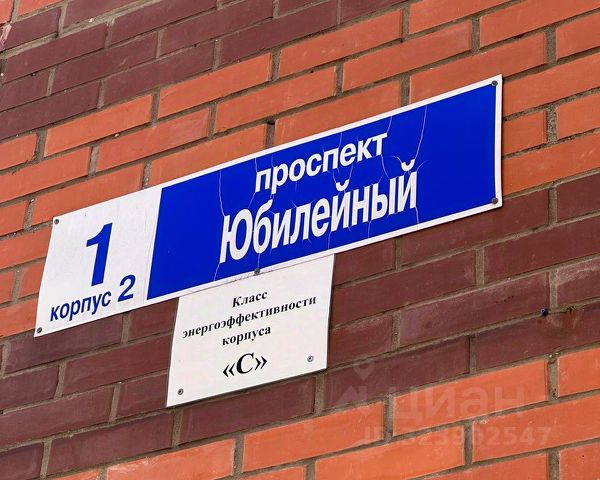 1
корпус 2
проспект
Юбилейный
Класс
энергоэффективности
корпуса
«С»
циан